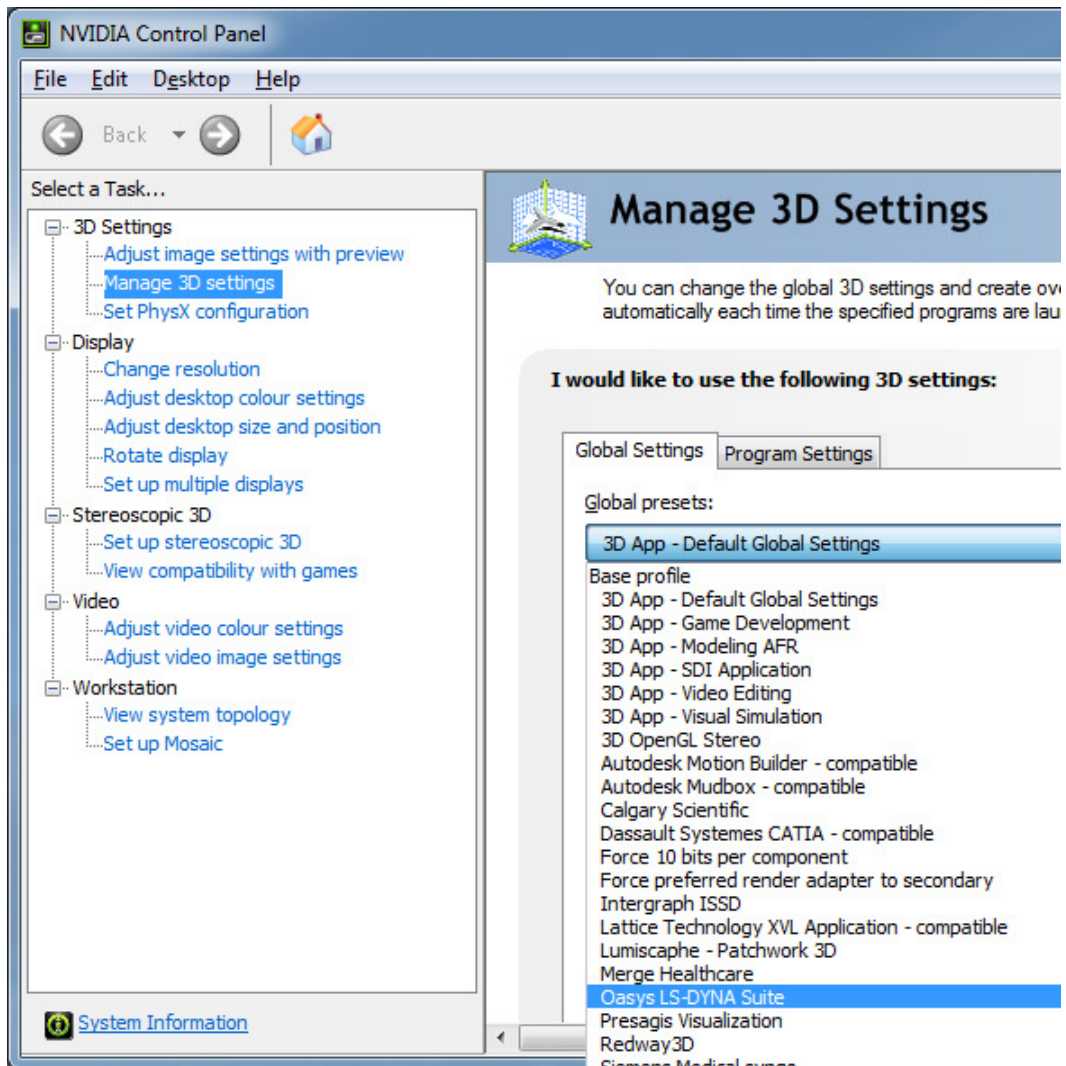 NVIDIA Control Panel
File Edit Desktop Help
Back
Select a Task...
3D Settings
Adjust image settings with preview
Manage 3D settings
Set PhysX configuration
Display
Change resolution
Adjust desktop colour settings
Adjust desktop size and position
Rotate display
Set up multiple displays
Stereoscopic 3D
Set up stereoscopic 3D
View compatibility with games
Video
Adjust video colour settings
Adjust video image settings
Workstation
View system topology
Set up Mosaic
System Information
Manage 3D Settings
You can change the global 3D settings and create
automatically each time the specified programs are
I would like to use the following 3D settings:
Global Settings Program Settings
Global presets:
3D App - Default Global Settings
Base profile
3D App - Default Global Settings
3D App - Game Development
3D App - Modeling AFR
3D App - SDI Application
3D App - Video Editing
3D App - Visual Simulation
3D OpenGL Stereo
Autodesk Motion Builder - compatible
Autodesk Mudbox - compatible
Calgary Scientific
Dassault Systemes CATIA - compatible
Force 10 bits per component
Force preferred render adapter to secondary
Intergraph ISSD
Lattice Technology XVL Application - compatible
Lumiscaphe - Patchwork 3D
Merge Healthcare
Oasys LS-DYNA Suite
Presagis Visualization
Redway3D